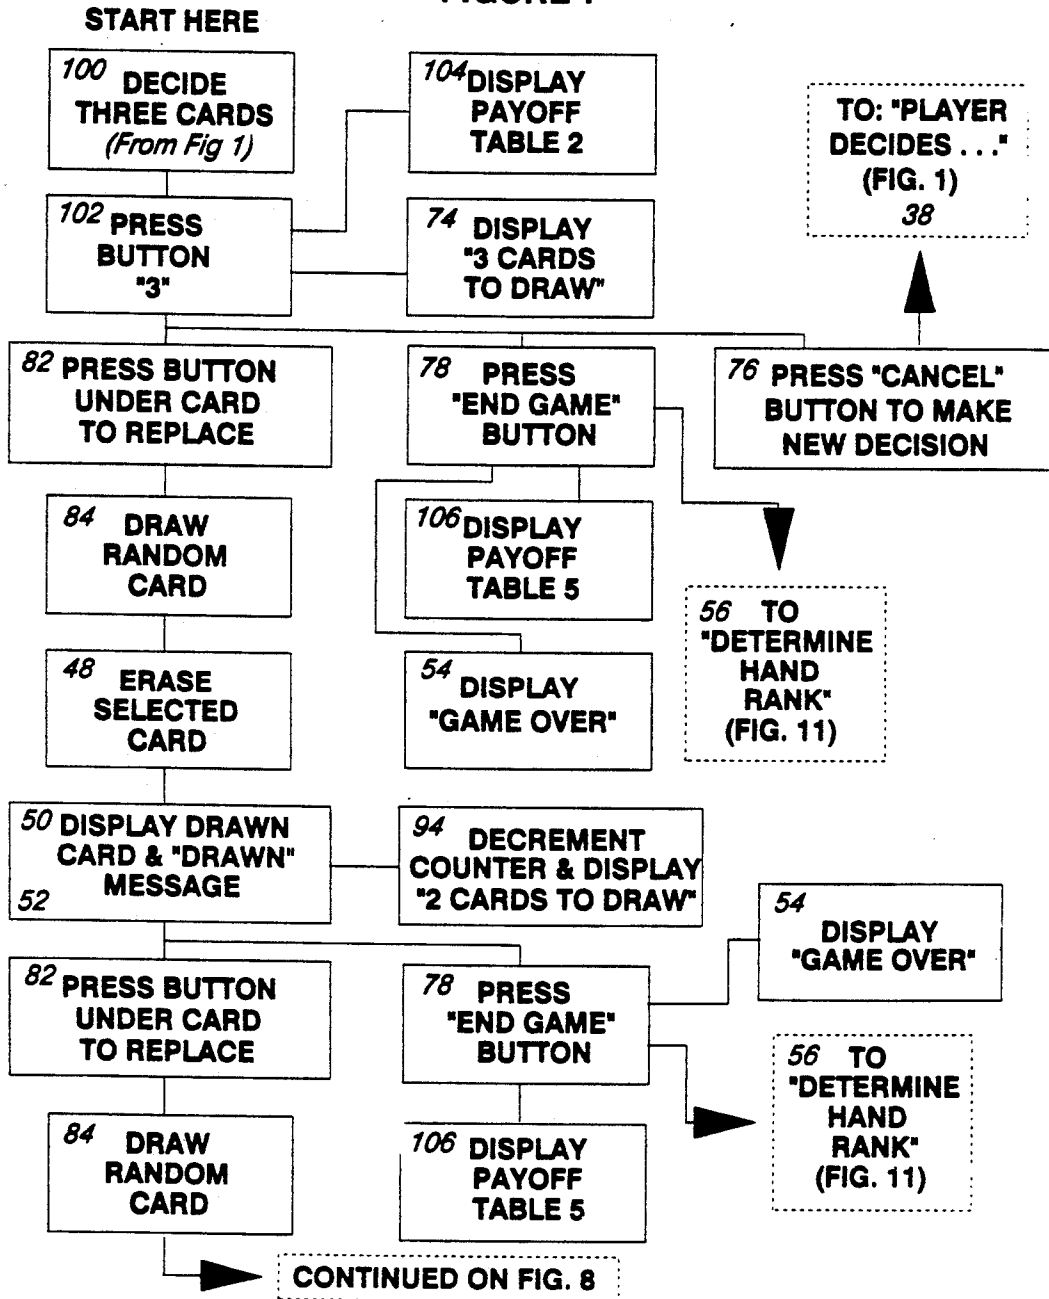 START HERE
100 DECIDE
THREE CARDS
(From Fig 1)
104 DISPLAY
PAYOFF
TABLE 2
TO: "PLAYER
DECIDES . . ."
(FIG. 1)
38
102 PRESS
BUTTON
"3"
74 DISPLAY
"3 CARDS
TO DRAW"
82 PRESS BUTTON
UNDER CARD
TO REPLACE
78 PRESS
"END GAME"
BUTTON
76 PRESS "CANCEL"
BUTTON TO MAKE
NEW DECISION
84 DRAW
RANDOM
CARD
106 DISPLAY
PAYOFF
TABLE 5
56 TO
"DETERMINE
HAND
RANK"
(FIG. 11)
48 ERASE
SELECTED
CARD
54 DISPLAY
"GAME OVER"
50 DISPLAY DRAWN
CARD & "DRAWN"
MESSAGE
52
94 DECREMENT
COUNTER & DISPLAY
"2 CARDS TO DRAW"
54
DISPLAY
"GAME OVER"
82 PRESS BUTTON
UNDER CARD
TO REPLACE
78 PRESS
"END GAME"
BUTTON
56 TO
"DETERMINE
HAND
RANK"
(FIG. 11)
84 DRAW
RANDOM
CARD
106 DISPLAY
PAYOFF
TABLE 5
CONTINUED ON FIG. 8